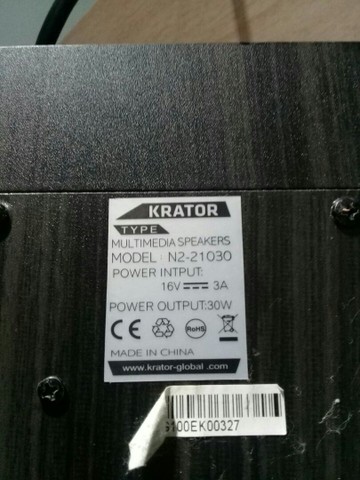 KRATOR
TYPE
MULTIMEDIA SPEAKERS
MODEL : N2-21030
POWER INTPUT:
16V 3A
POWER OUTPUT:30W
CE RoHS
MADE IN CHINA
www.krator-global .com
100EK00327